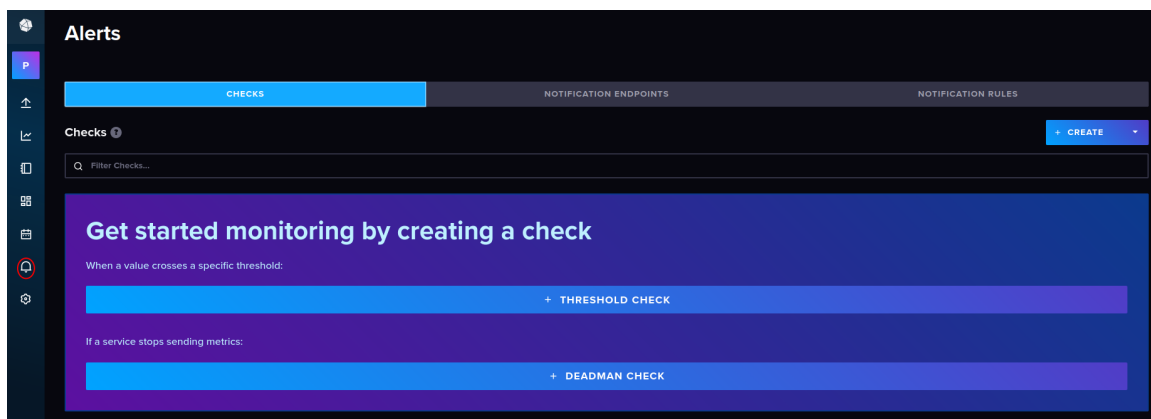 Alerts
P
CHECKS
NOTIFICATION ENDPOINTS
NOTIFICATION RULES
Checks ?
+ CREATE
Filter Checks...
Get started monitoring by creating a check
When a value crosses a specific threshold:
+ THRESHOLD CHECK
If a service stops sending metrics:
+ DEADMAN CHECK